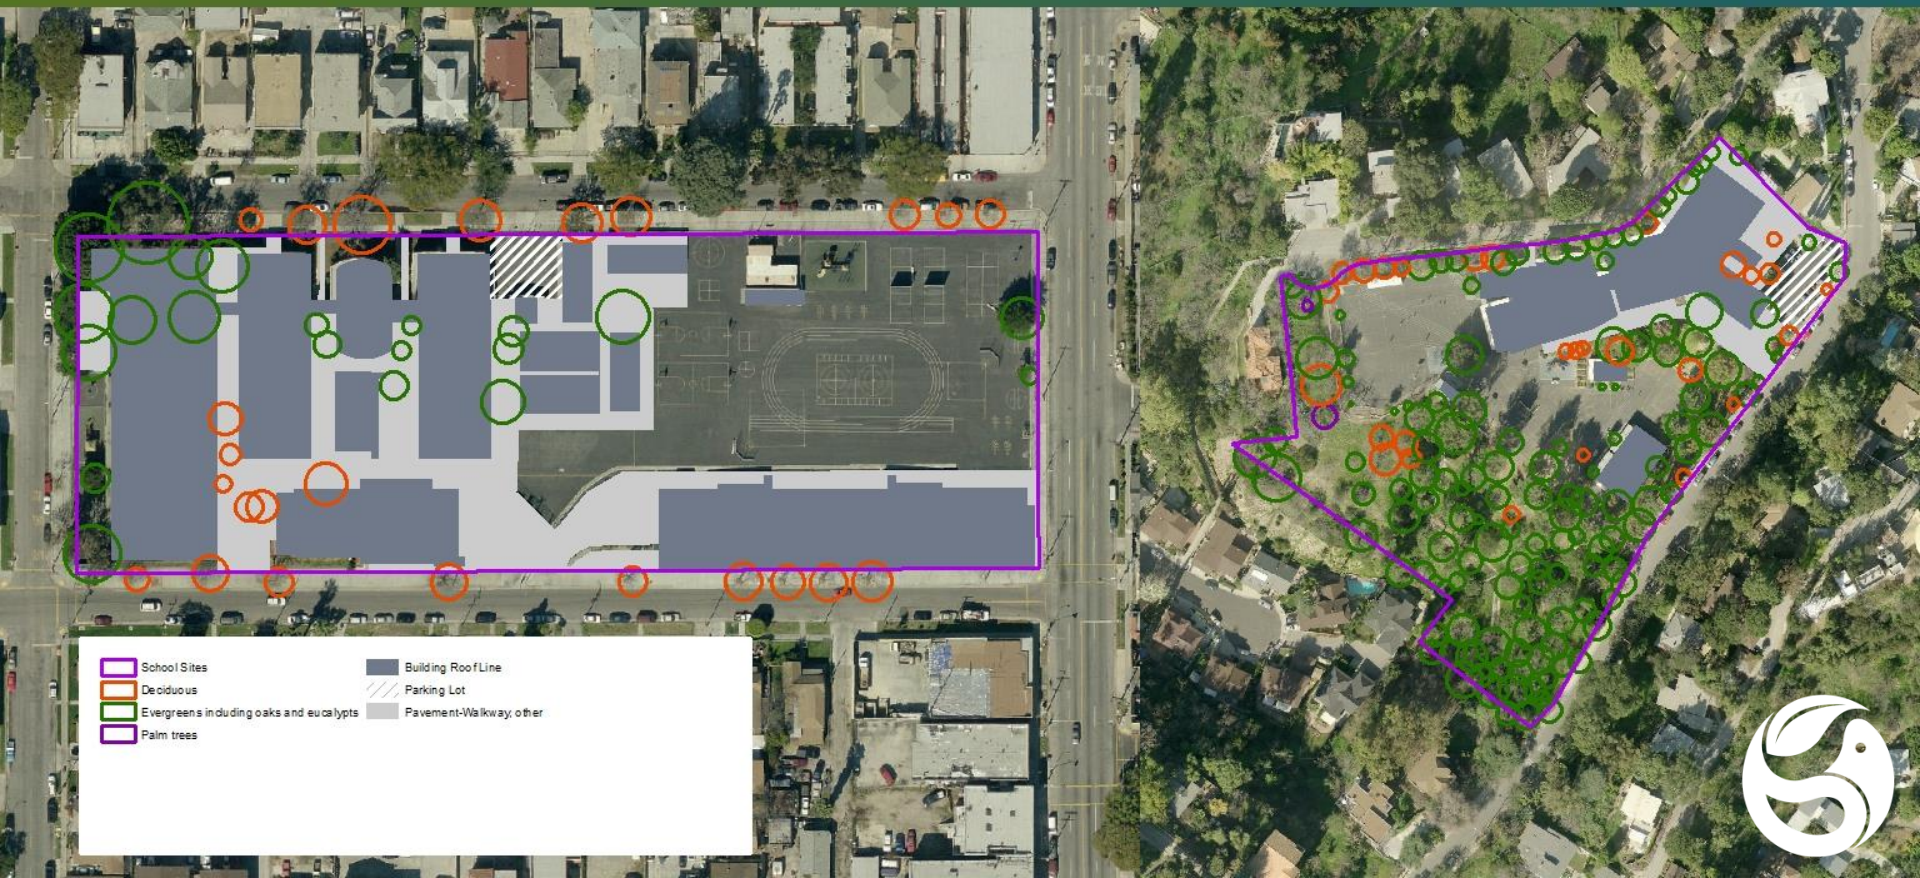 School Sites
Deciduous
Evergreens including oaks and eucalypts
Palm trees
Building Roof Line
Parking Lot
Pavement-Walkway, other